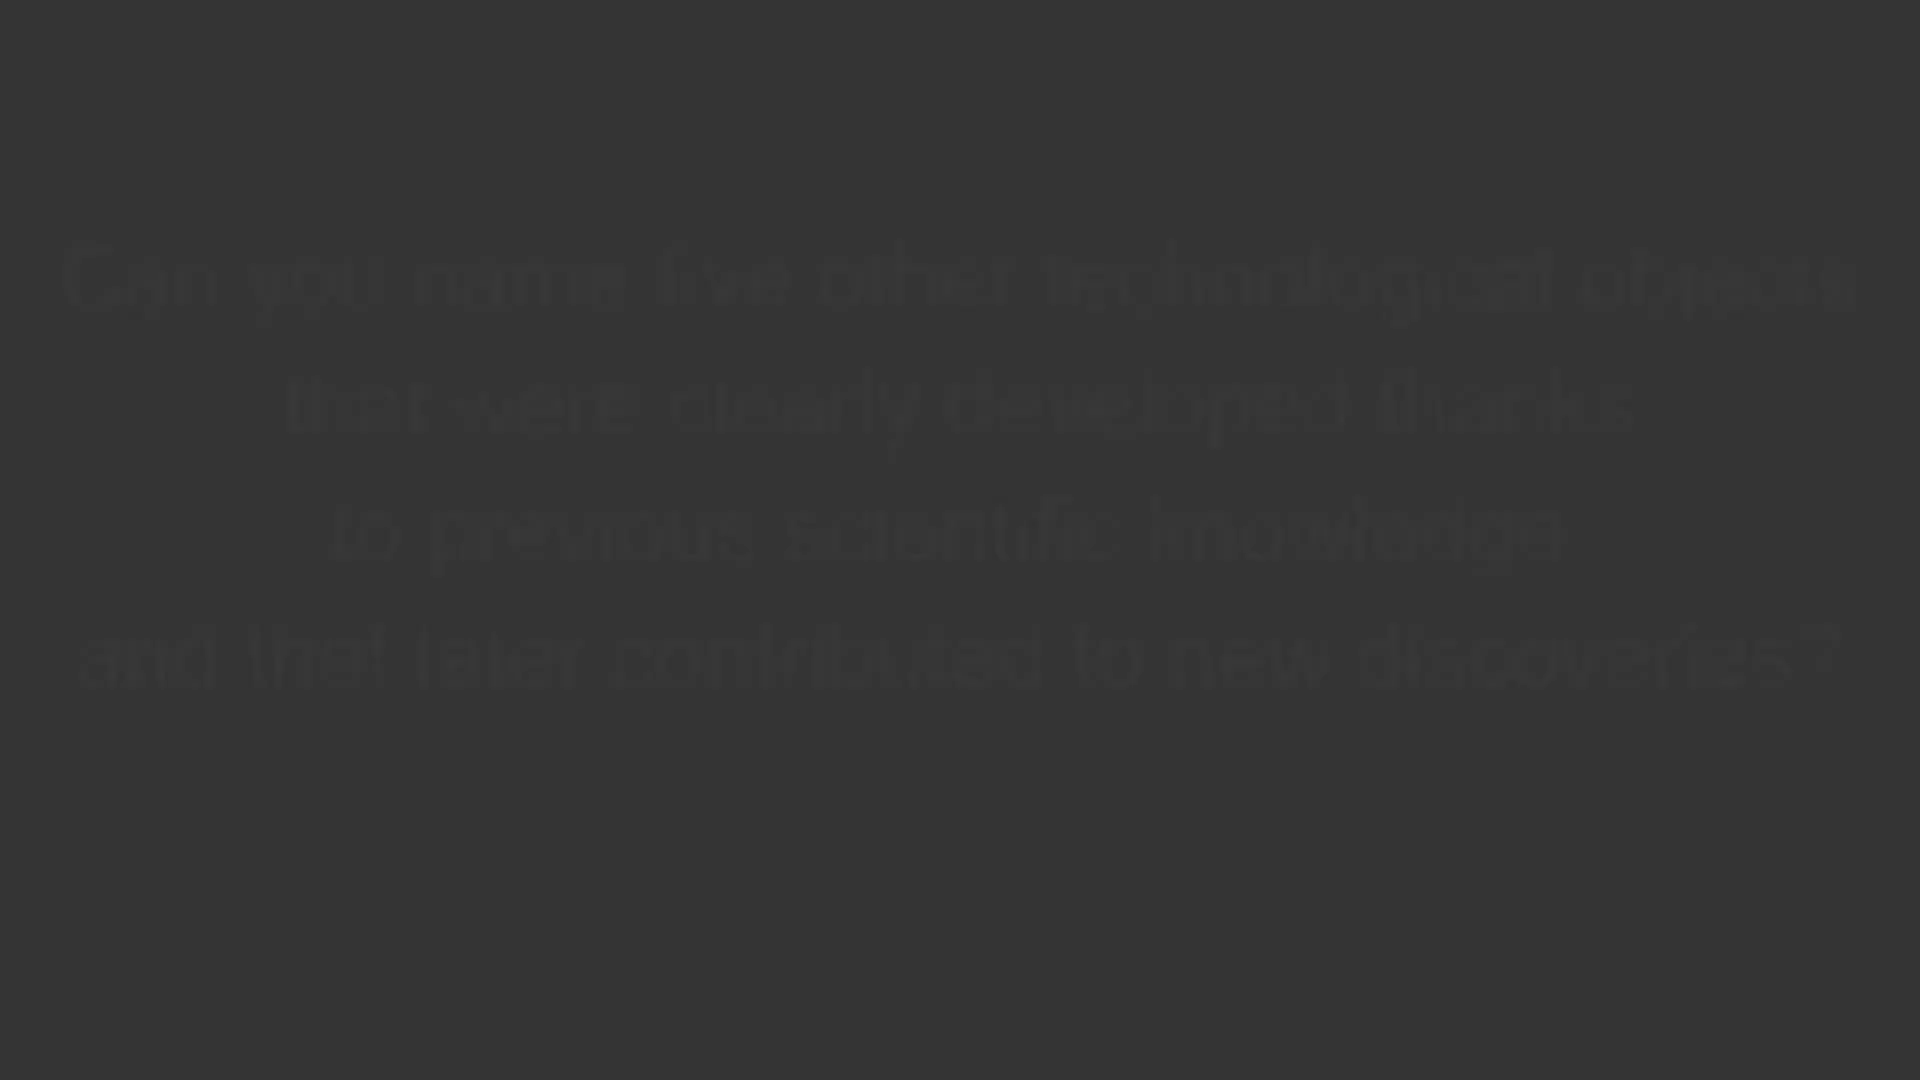 Can you name five other technological objects
that were clearly developed thanks
to previous scientific knowledge
and that later contributed to new discoveries?